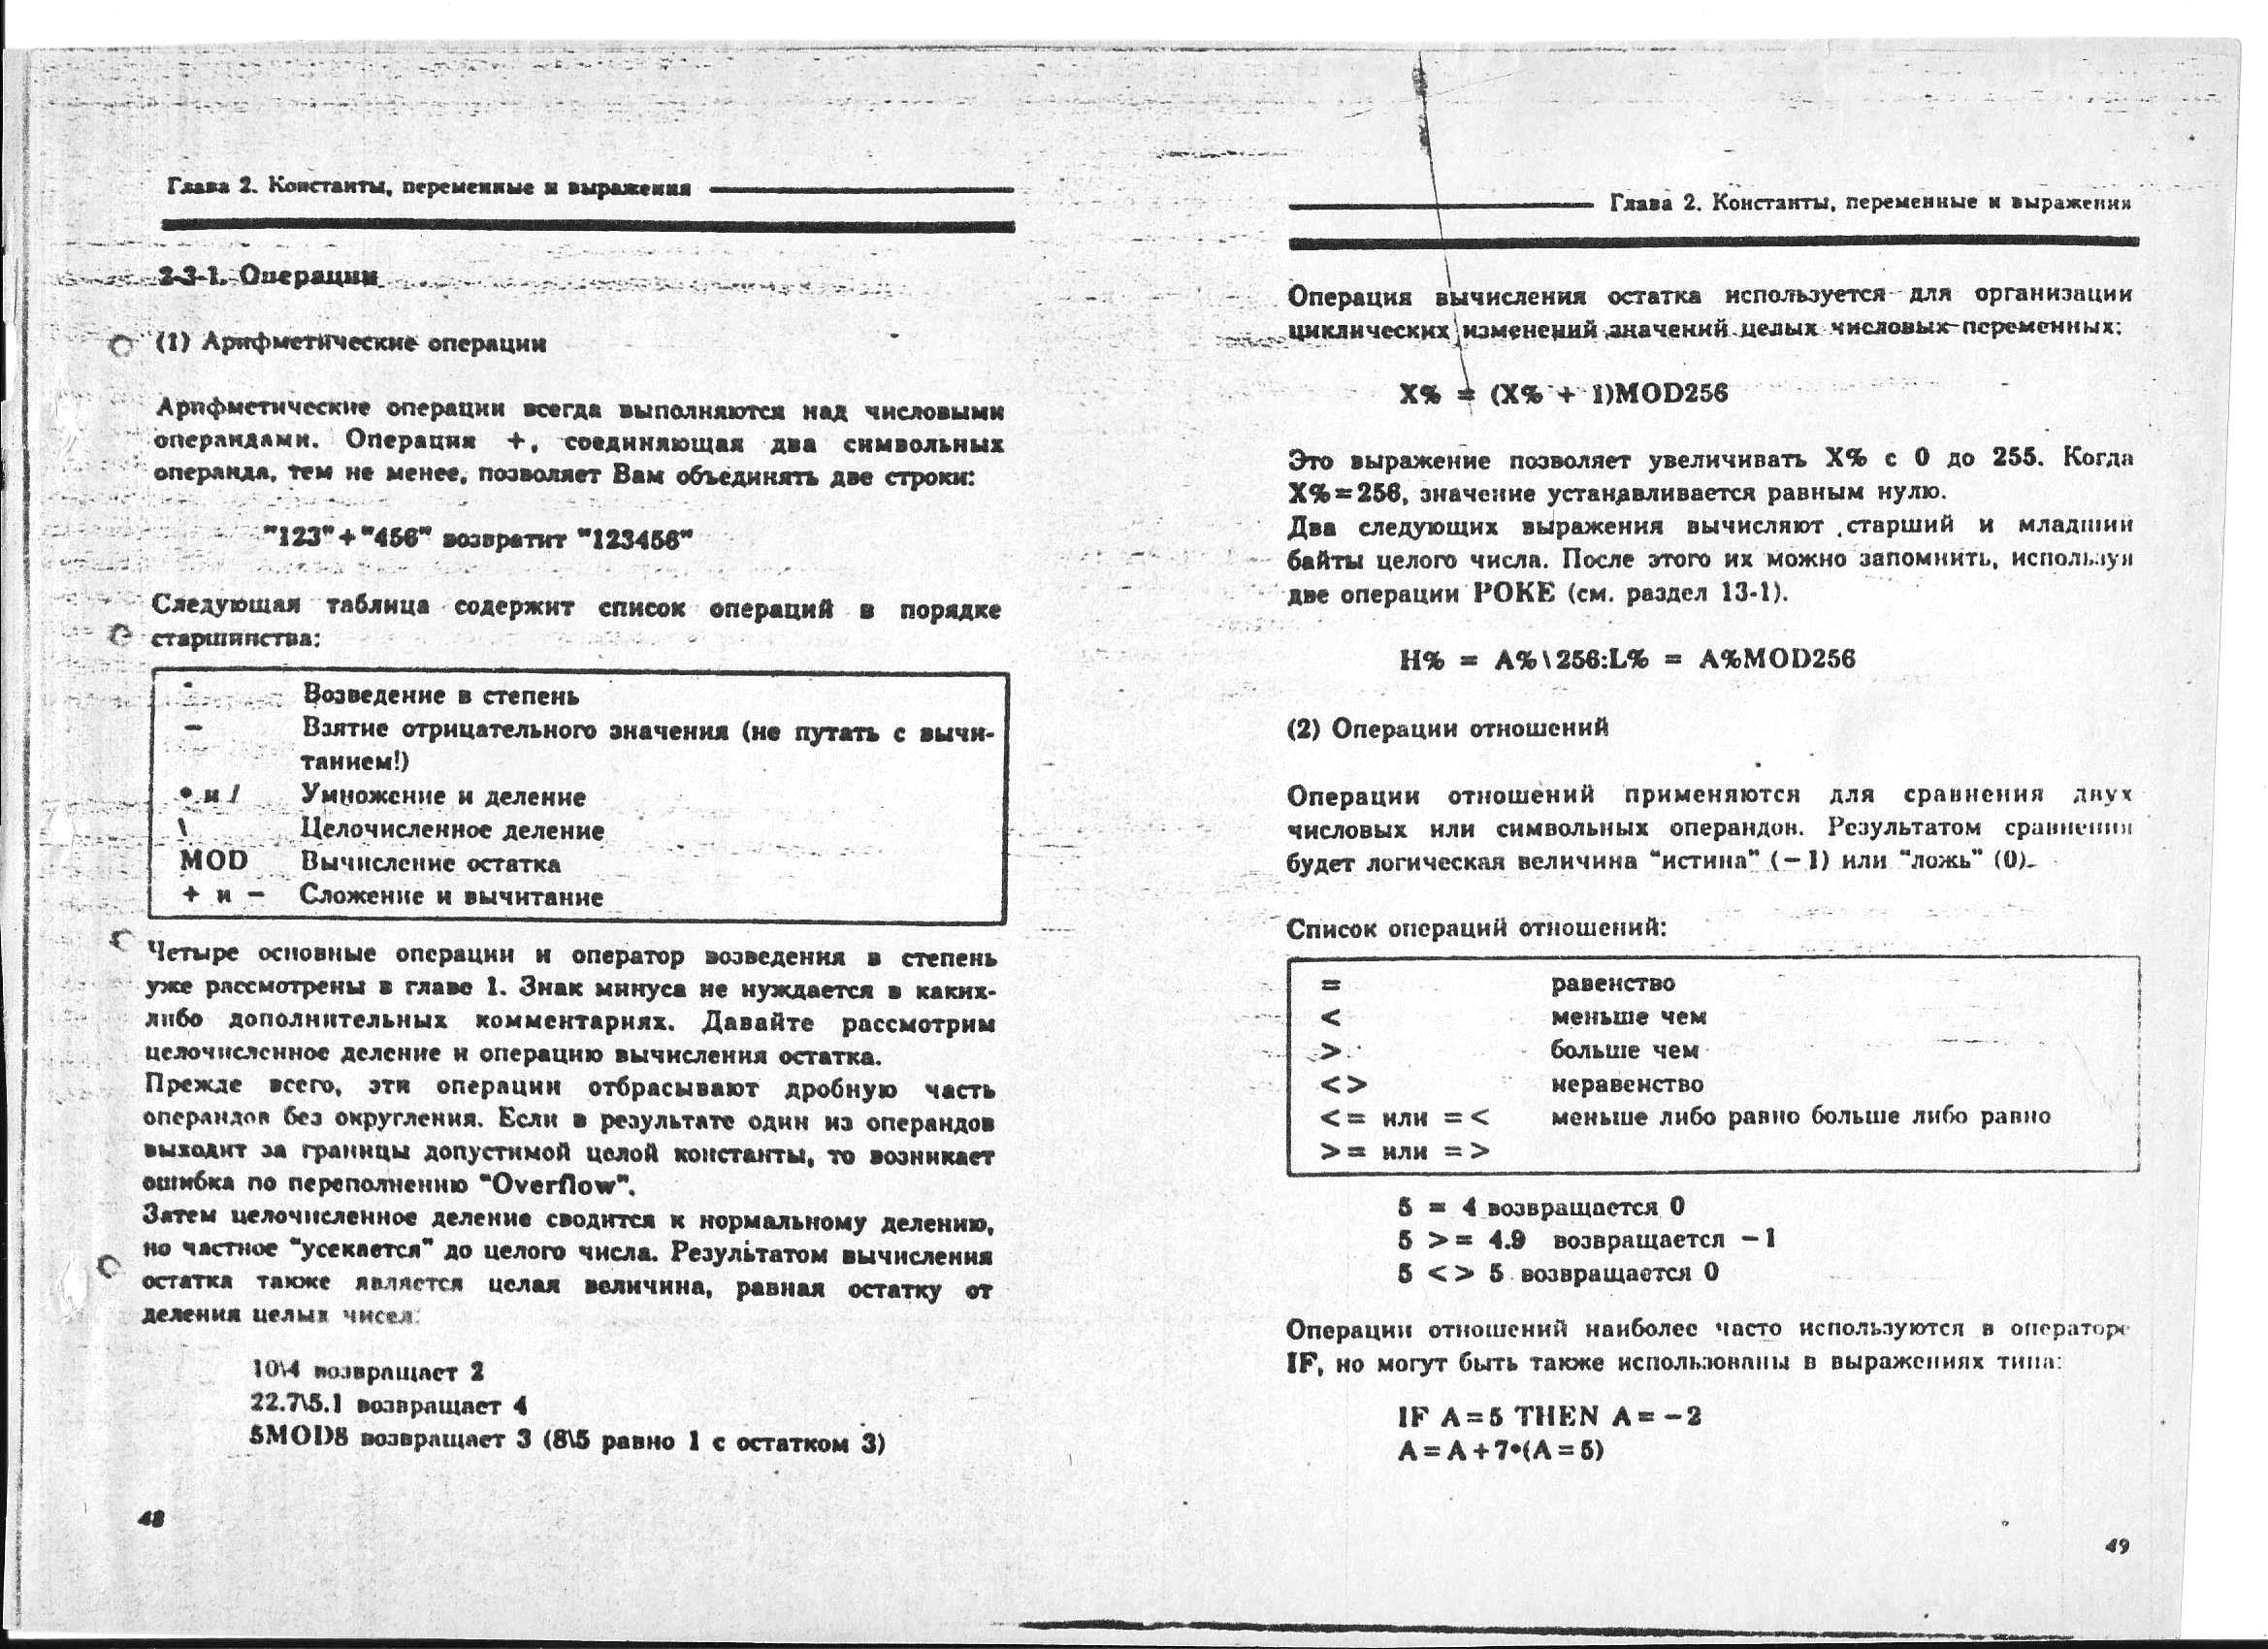 Глава 2. Константы, переменные и выражения
2-3-1. Операции
(1) Арифметические операции
Арифметические операции всегда выполняются над числовыми
операндами. Операция +, соединяющая два символьных
операнда, тем не менее, позволяет Вам объединять две строки:
"123"+"456" возвратит "123456"
Следующая таблица содержит список операций в порядке
старшинства:
^ Возведение в степень
− Взятие отрицательного значения (не путать с вычи-
танием!)
* и / Умножение и деление
\ Целочисленное деление
MOD Вычисление остатка
+ и − Сложение и вычитание
Четыре основные операции и оператор возведения в степень
уже рассмотрены в главе 1. Знак минуса не нуждается в каких-
либо дополнительных комментариях. Давайте рассмотрим
целочисленное деление и операцию вычисления остатка.
Прежде всего, эти операции отбрасывают дробную часть
операндов без округления. Если в результате один из операндов
выходит за границы допустимой целой константы, то возникает
ошибка по переполнению "Overflow".
Затем целочисленное деление сводится к нормальному делению,
но частное "усекается" до целого числа. Результатом вычисления
остатка также является целая величина, равная остатку от
деления целых чисел:
10\4 возвращает 2
22.7\5.1 возвращает 4
5MOD8 возвращает 3 (8\5 равно 1 с остатком 3)
48
Глава 2. Константы, переменные и выражения
Операция вычисления остатка используется для организации
циклических изменений значений целых числовых переменных:
X% = (X% + 1)MOD256
Это выражение позволяет увеличивать X% с 0 до 255. Когда
X%=256, значение устанавливается равным нулю.
Два следующих выражения вычисляют старший и младший
байты целого числа. После этого их можно запомнить, используя
две операции POKE (см. раздел 13-1).
H% = A%\256:L% = A%MOD256
(2) Операции отношений
Операции отношений применяются для сравнения двух
числовых или символьных операндов. Результатом сравнения
будет логическая величина "истина" (−1) или "ложь" (0).
Список операций отношений:
= равенство
< меньше чем
> больше чем
<> неравенство
<= или =< меньше либо равно больше либо равно
>= или =>
5 = 4 возвращается 0
5 >= 4.9 возвращается −1
5 <> 5 возвращается 0
Операции отношений наиболее часто используются в операторе
IF, но могут быть также использованы в выражениях типа:
IF A=5 THEN A=−2
A=A+7*(A=5)
49